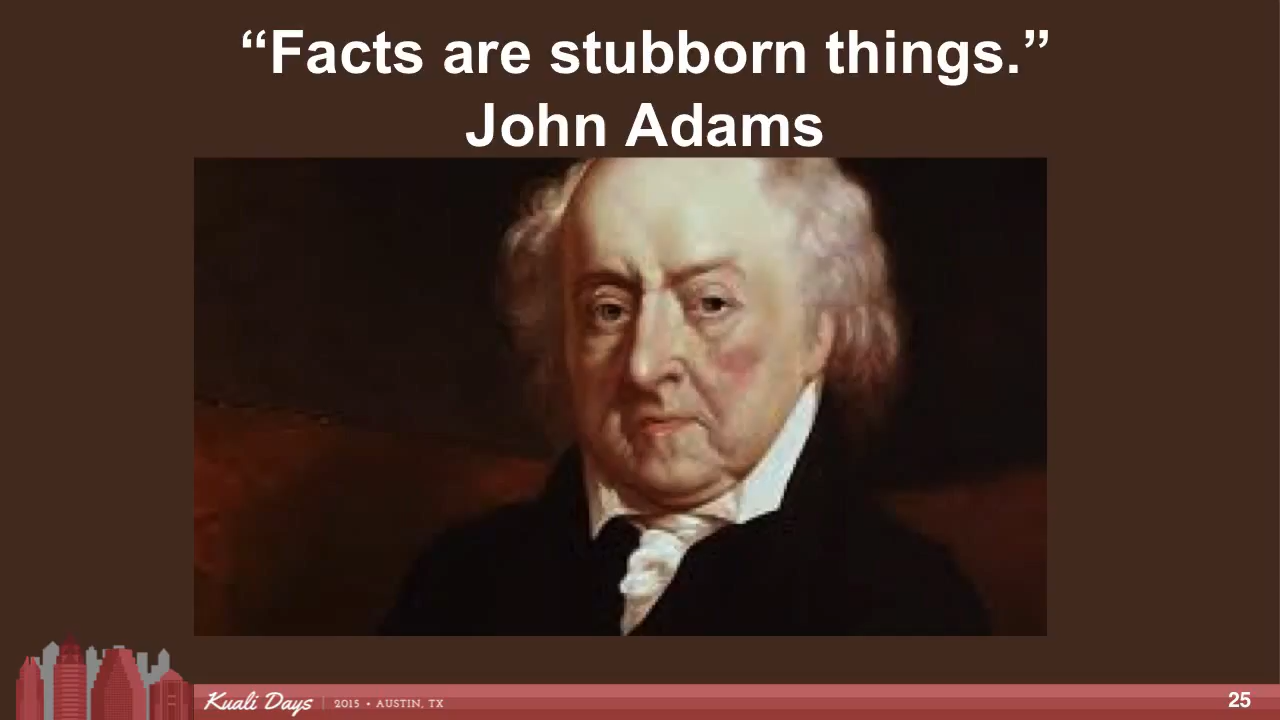 “Facts are stubborn things.”
John Adams
Kuali Days | 2015 • AUSTIN, TX
25